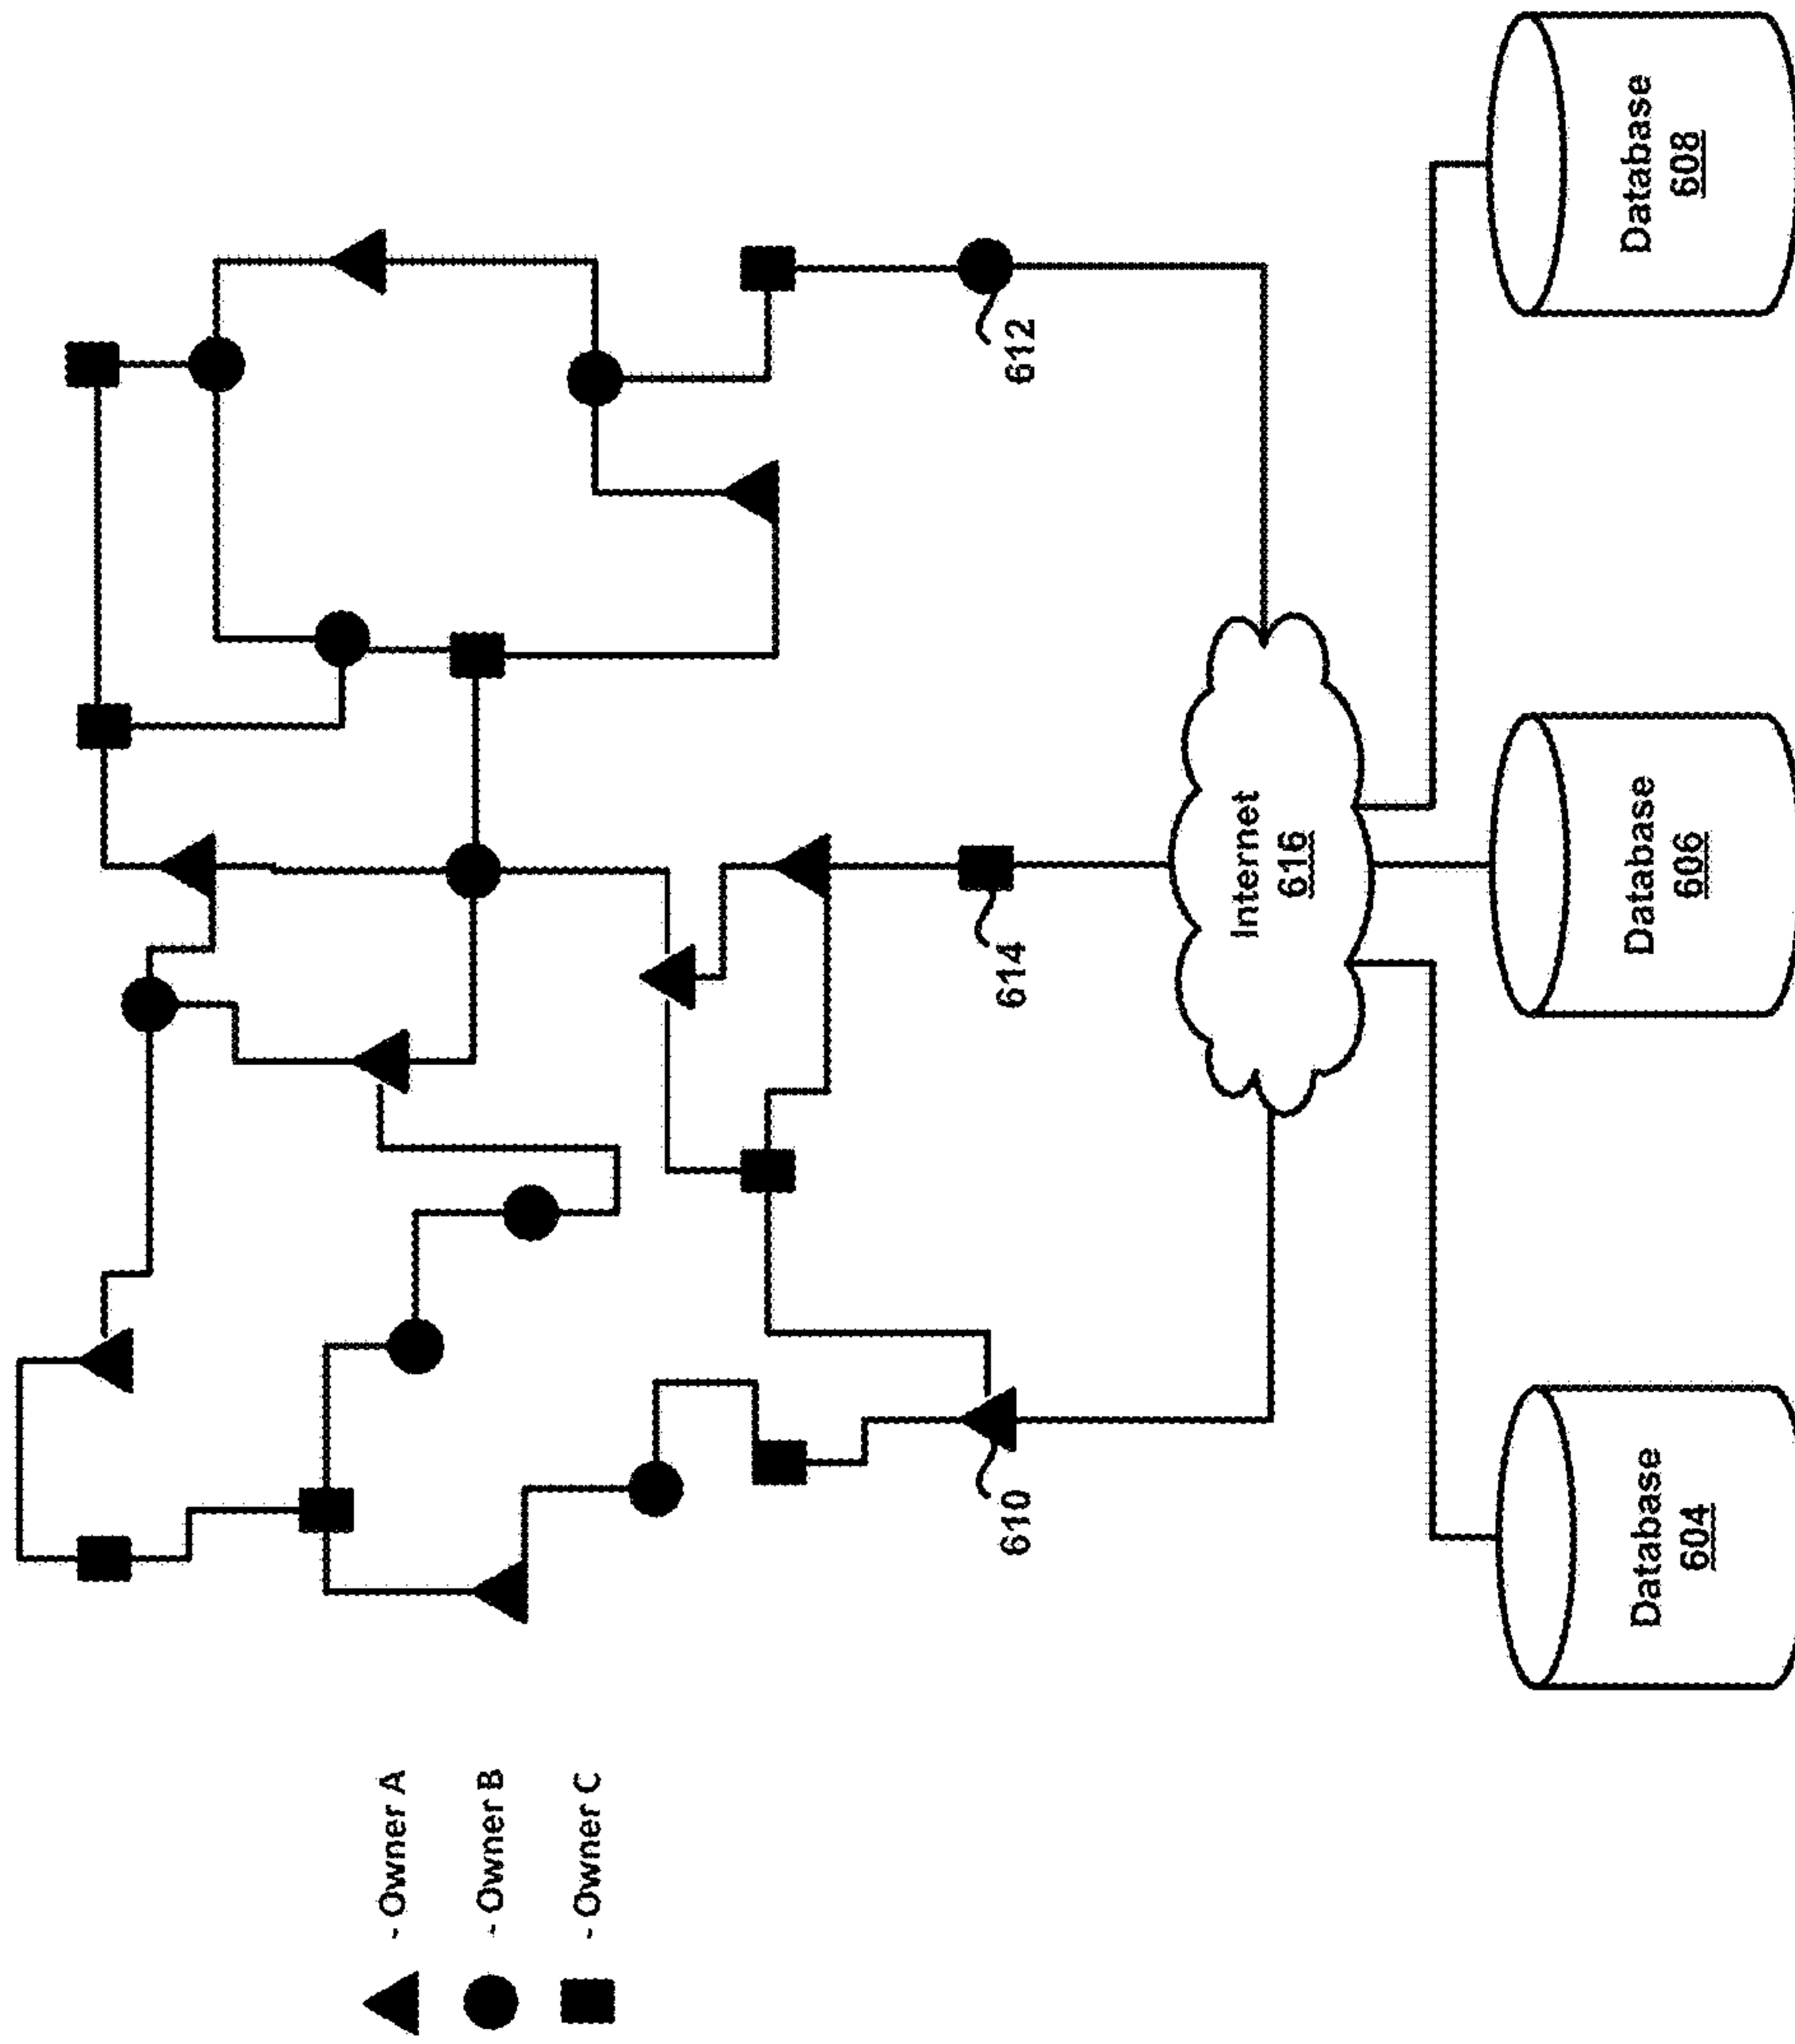 - Owner A
- Owner B
- Owner C
610
614
612
Internet
616
Database
604
Database
606
Database
608